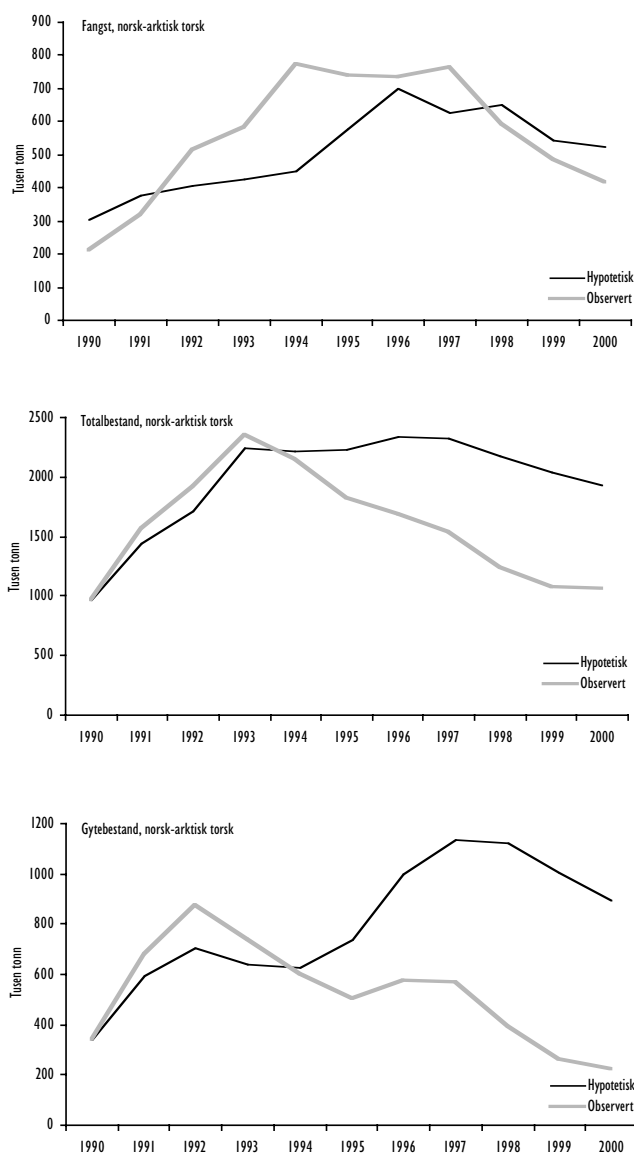 Fangst, norsk-arktisk torsk
Tusen tonn
900
800
700
600
500
400
300
200
100
0
Hypotetisk
Observert
1990 1991 1992 1993 1994 1995 1996 1997 1998 1999 2000
Totalbestand, norsk-arktisk torsk
Tusen tonn
2500
2000
1500
1000
500
0
Hypotetisk
Observert
1990 1991 1992 1993 1994 1995 1996 1997 1998 1999 2000
Gytebestand, norsk-arktisk torsk
Tusen tonn
1200
1000
800
600
400
200
0
Hypotetisk
Observert
1990 1991 1992 1993 1994 1995 1996 1997 1998 1999 2000